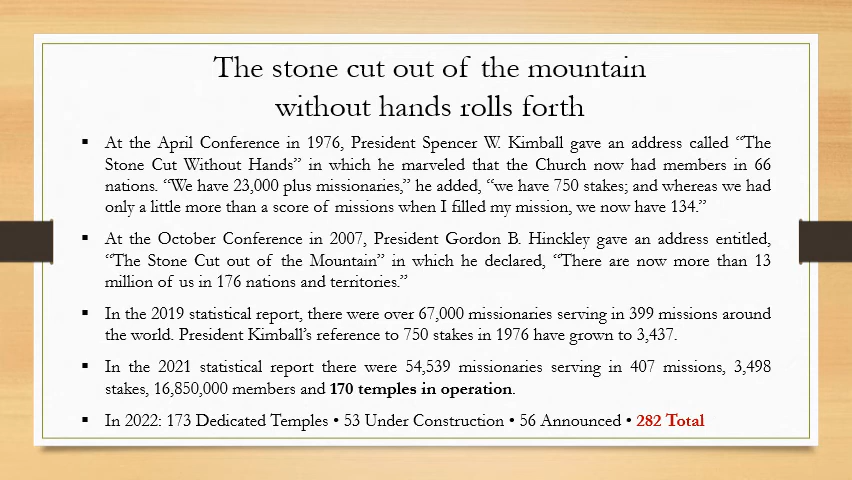 The stone cut out of the mountain
without hands rolls forth
▪ At the April Conference in 1976, President Spencer W. Kimball gave an address called “The
Stone Cut Without Hands” in which he marveled that the Church now had members in 66
nations. “We have 23,000 plus missionaries,” he added, “we have 750 stakes; and whereas we had
only a little more than a score of missions when I filled my mission, we now have 134.”
▪ At the October Conference in 2007, President Gordon B. Hinckley gave an address entitled,
“The Stone Cut out of the Mountain” in which he declared, “There are now more than 13
million of us in 176 nations and territories.”
▪ In the 2019 statistical report, there were over 67,000 missionaries serving in 399 missions around
the world. President Kimball’s reference to 750 stakes in 1976 have grown to 3,437.
▪ In the 2021 statistical report there were 54,539 missionaries serving in 407 missions, 3,498
stakes, 16,850,000 members and 170 temples in operation.
▪ In 2022: 173 Dedicated Temples • 53 Under Construction • 56 Announced • 282 Total